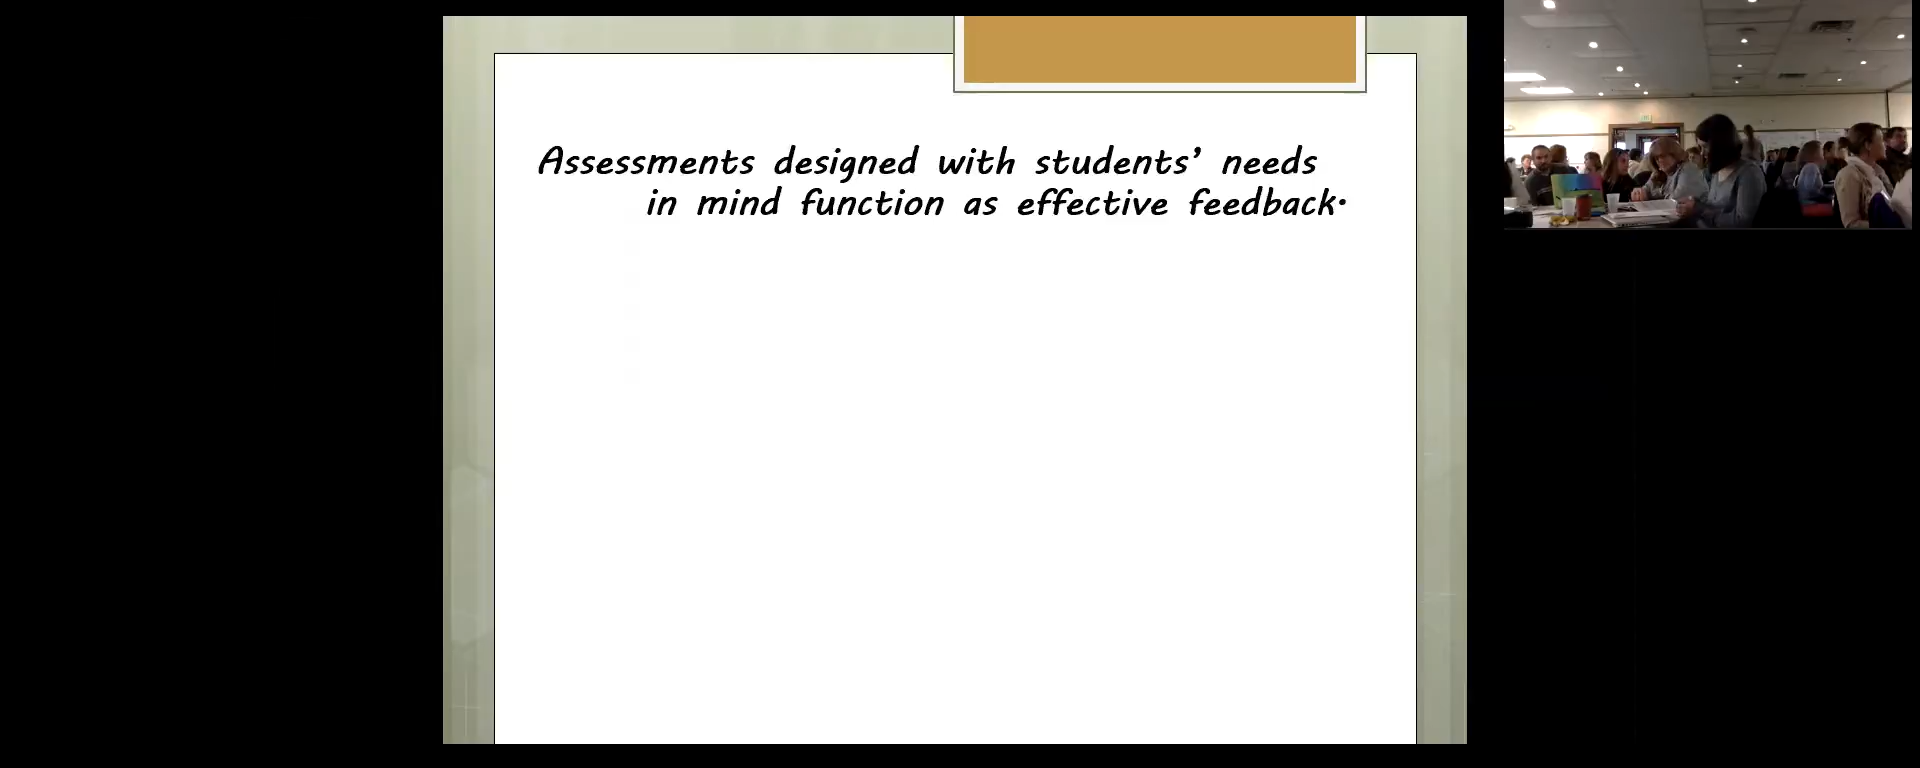 Assessments designed with students’ needs
in mind function as effective feedback.